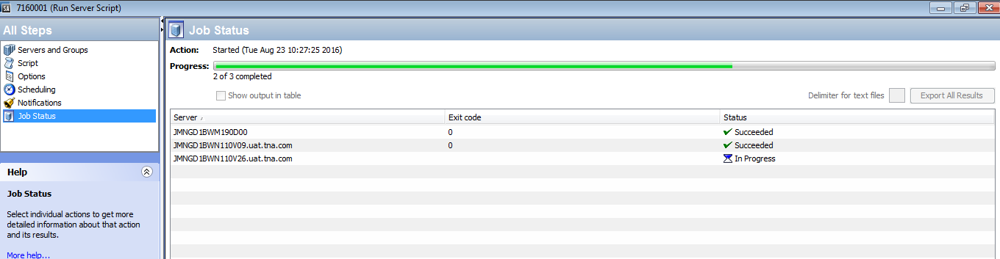 SA 7160001 (Run Server Script)
All Steps
Servers and Groups
Script
Options
Scheduling
Notifications
Job Status
Help
Job Status
Select individual actions to get more
detailed information about that action
and its results.
More help...
Job Status
Action: Started (Tue Aug 23 10:27:25 2016)
Progress:
2 of 3 completed
Show output in table
Delimiter for text files
Export All Results
Server / Exit code Status
JMNGD1BWM190D00 0 Succeeded
JMNGD1BWN110V09.uat.tna.com 0 Succeeded
JMNGD1BWN110V26.uat.tna.com In Progress